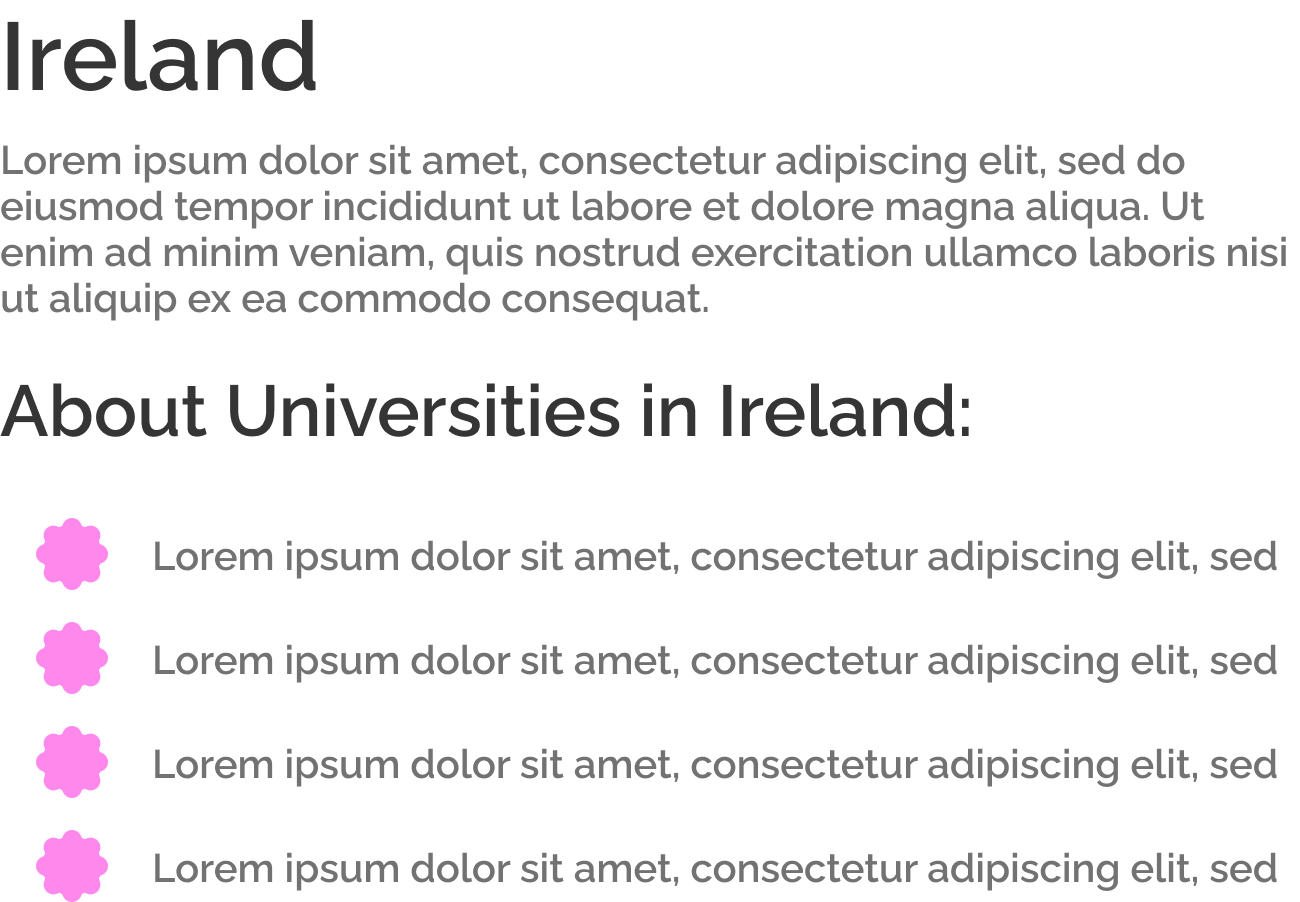 Ireland
Lorem ipsum dolor sit amet, consectetur adipiscing elit, sed do
eiusmod tempor incididunt ut labore et dolore magna aliqua. Ut
enim ad minim veniam, quis nostrud exercitation ullamco laboris nisi
ut aliquip ex ea commodo consequat.
About Universities in Ireland:
Lorem ipsum dolor sit amet, consectetur adipiscing elit, sed
Lorem ipsum dolor sit amet, consectetur adipiscing elit, sed
Lorem ipsum dolor sit amet, consectetur adipiscing elit, sed
Lorem ipsum dolor sit amet, consectetur adipiscing elit, sed